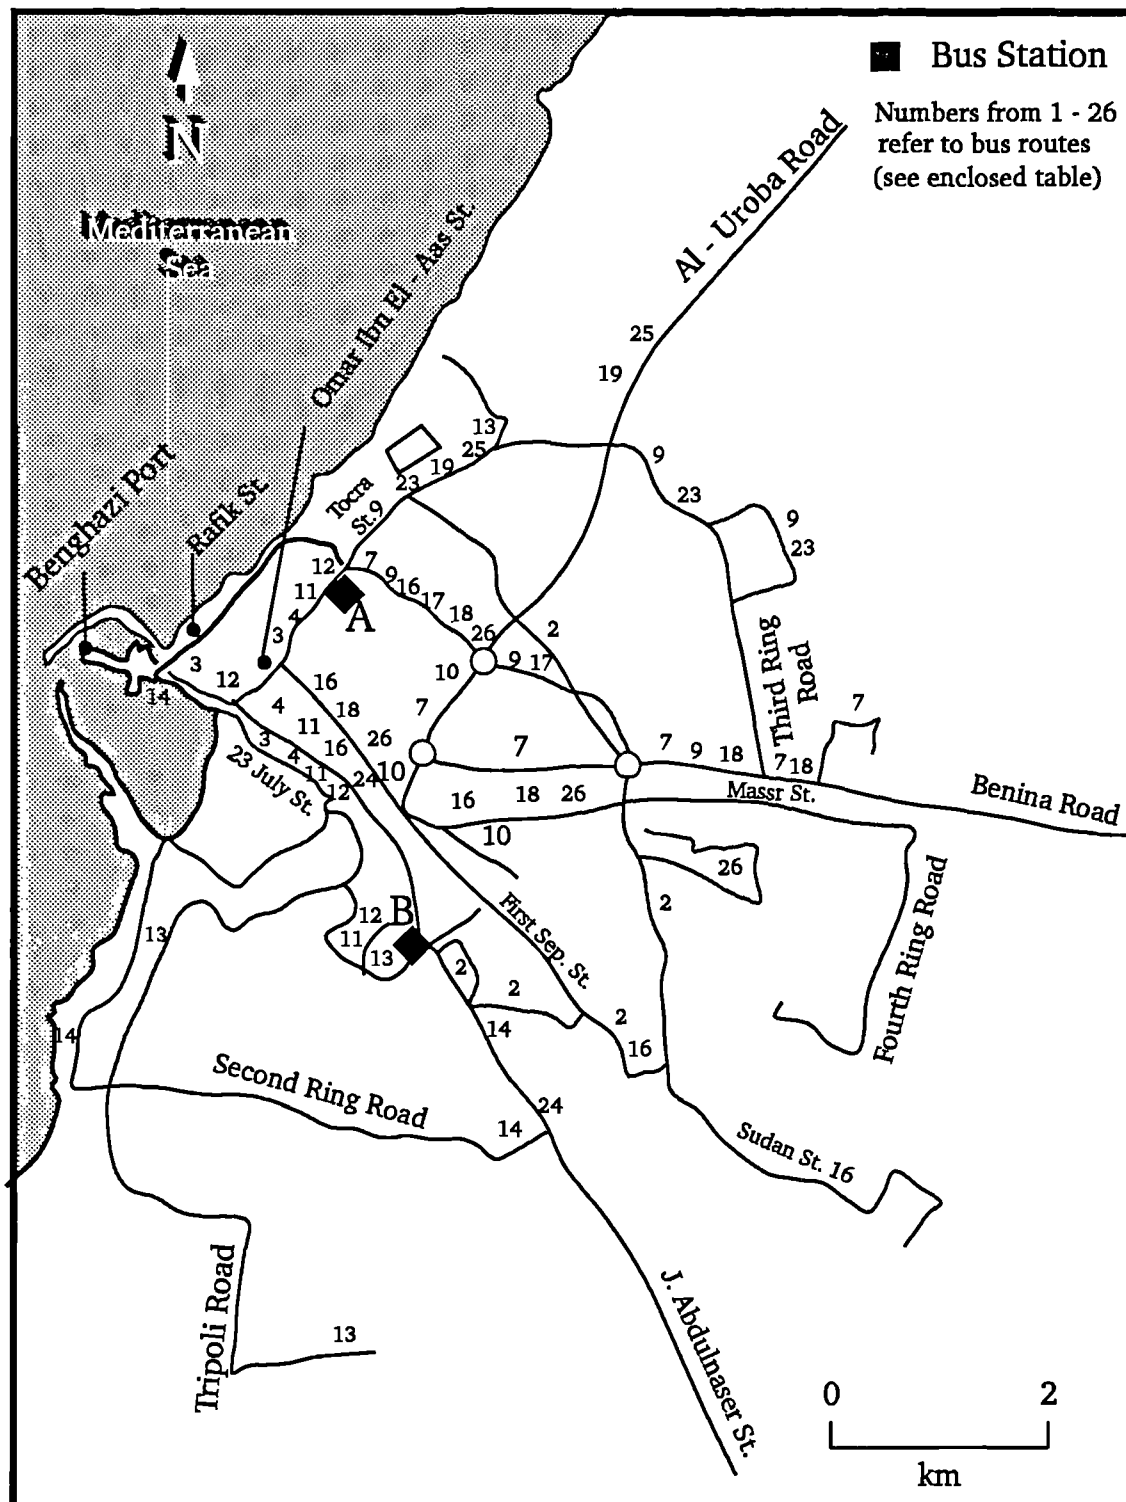 Bus Station
Numbers from 1 - 26
refer to bus routes
(see enclosed table)
N
Mediterranean
Sea
Al - Uroba Road
Omar Ibn El - Aas St.
25
19
13
25
19
23
9
23
9
23
Benghazi Port
Rafik St.
Tocra
St.9
12
7
9
16
17
18
26
11
4
3
A
2
10
9
17
3
12
14
16
4
18
7
11
26
3
16
4
10
11
24
12
23 July St.
7
7
9
18
7
18
7
Third Ring
Road
Massr St.
Benina Road
16
18
26
10
26
2
12
B
11
13
13
First Sep. St.
2
2
2
16
14
14
Fourth Ring Road
Second Ring Road
24
14
Sudan St. 16
Tripoli Road
13
J. Abdulnaser St.
0
2
km